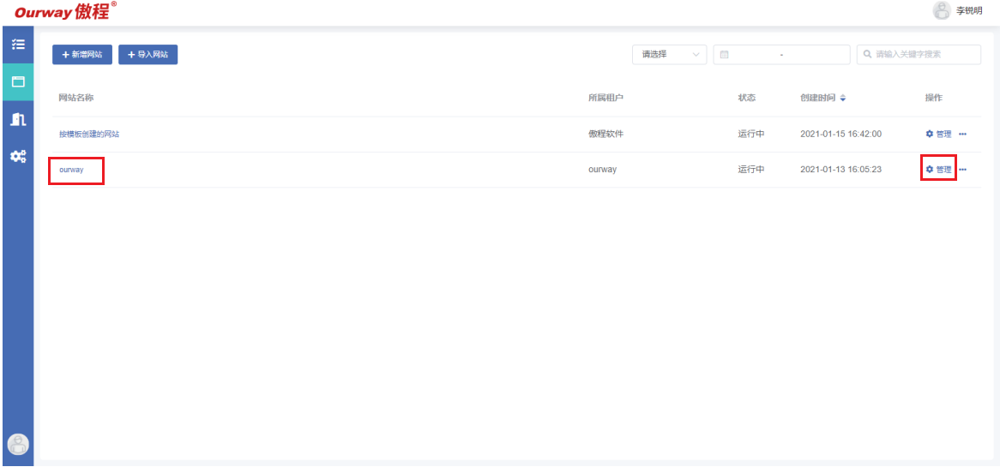 Ourway 傲程®
李锐明
新增网站 导入网站 请选择 - 请输入关键字搜索
网站名称 所属租户 状态 创建时间 操作
按模板创建的网站 傲程软件 运行中 2021-01-15 16:42:00 管理 ···
ourway ourway 运行中 2021-01-13 16:05:23 管理 ···